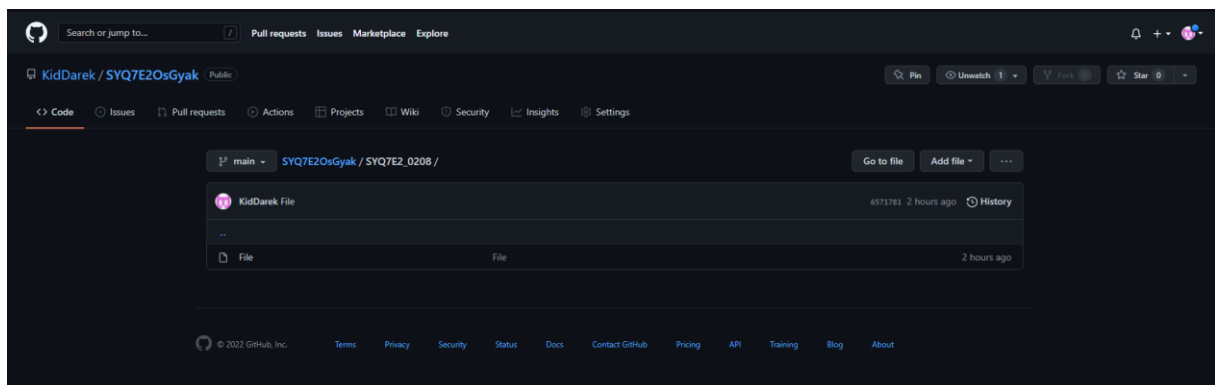 Search or jump to... / Pull requests Issues Marketplace Explore
KidDarek / SYQ7E2OsGyak Public Pin Unwatch 1 Fork 0 Star 0
<> Code Issues Pull requests Actions Projects Wiki Security Insights Settings
main SYQ7E2OsGyak / SYQ7E2_0208 / Go to file Add file ...
KidDarek File 6571781 2 hours ago History
..
File File 2 hours ago
© 2022 GitHub, Inc. Terms Privacy Security Status Docs Contact GitHub Pricing API Training Blog About